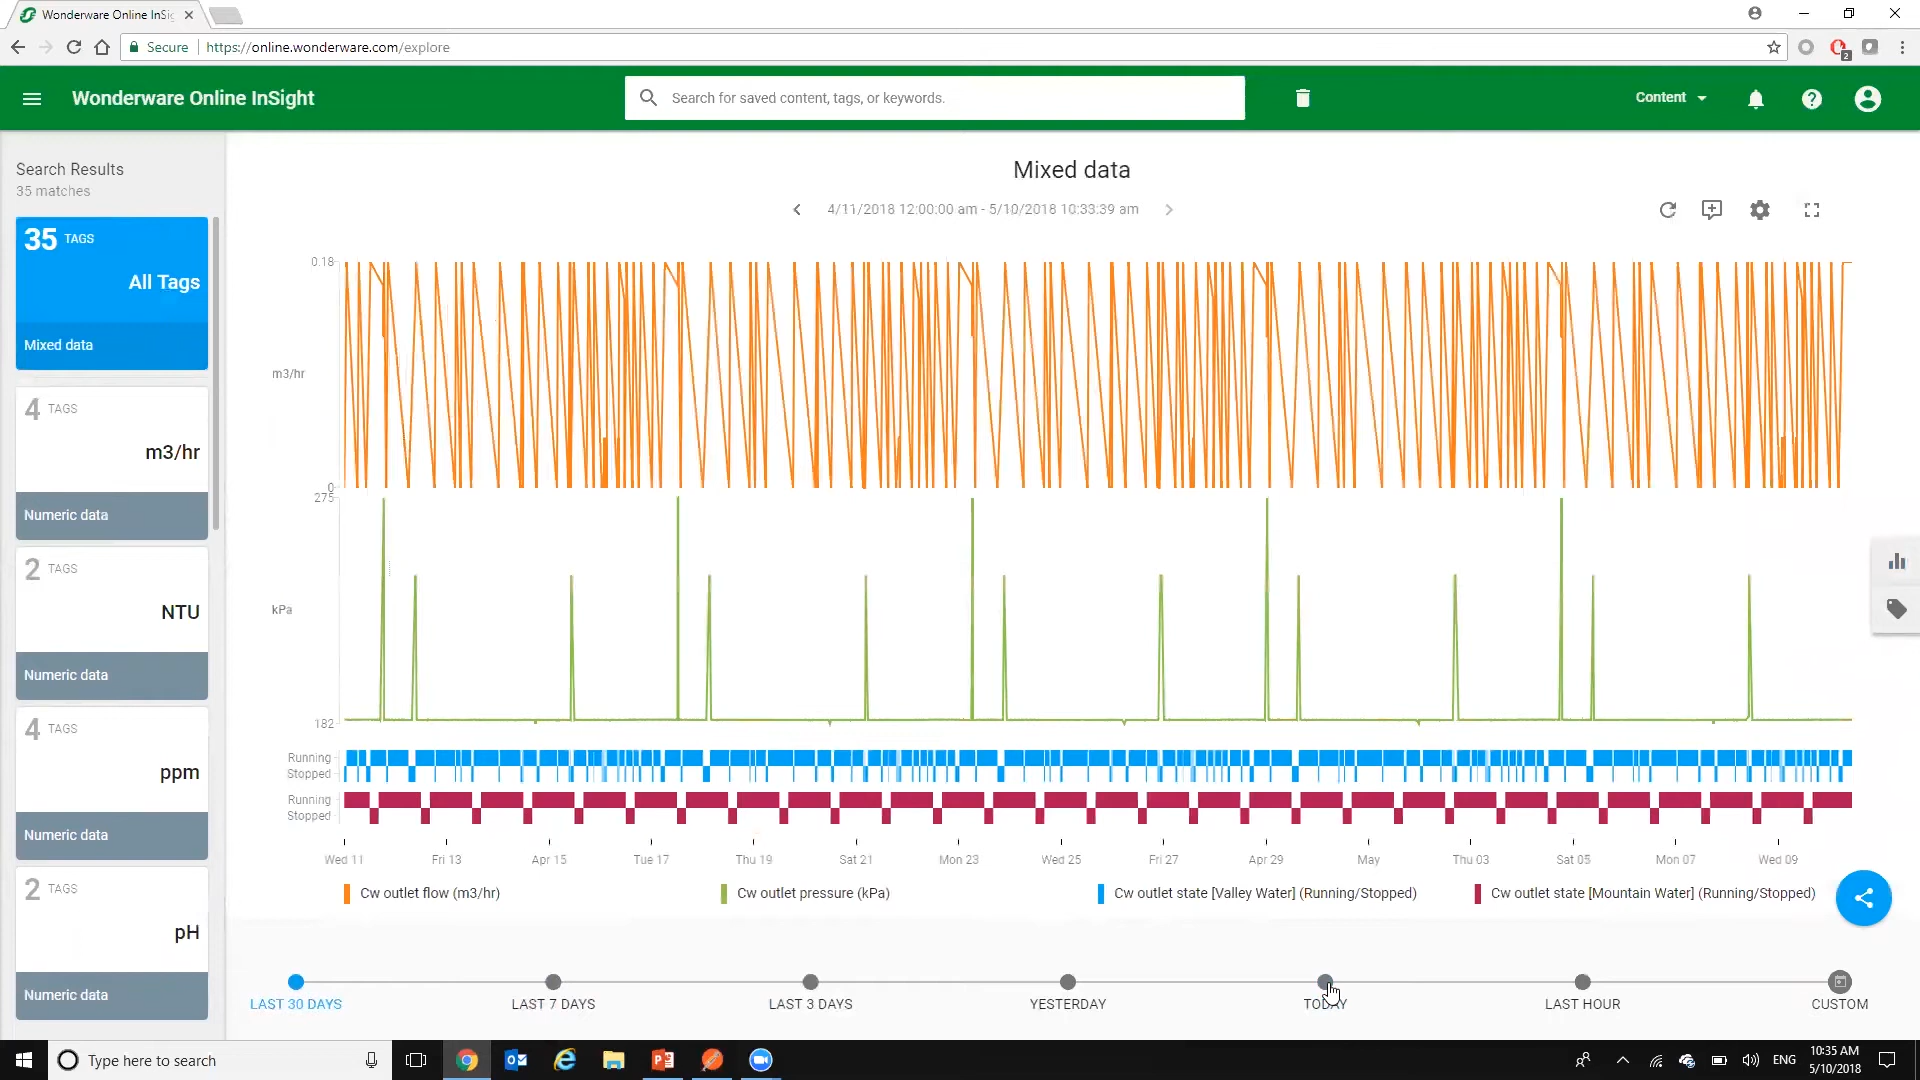 Wonderware Online InSig
Secure
https://online.wonderware.com/explore
2
Wonderware Online InSight
Search for saved content, tags, or keywords.
Content
Search Results
35 matches
35 TAGS
All Tags
Mixed data
4 TAGS
m3/hr
Numeric data
2 TAGS
NTU
Numeric data
4 TAGS
ppm
Numeric data
2 TAGS
pH
Numeric data
Mixed data
4/11/2018 12:00:00 am - 5/10/2018 10:33:39 am
0.18
m3/hr
0
275
kPa
182
Running
Stopped
Running
Stopped
Wed 11 Fri 13 Apr 15 Tue 17 Thu 19 Sat 21 Mon 23 Wed 25 Fri 27 Apr 29 May Thu 03 Sat 05 Mon 07 Wed 09
Cw outlet flow (m3/hr) Cw outlet pressure (kPa) Cw outlet state [Valley Water] (Running/Stopped) Cw outlet state [Mountain Water] (Running/Stopped)
LAST 30 DAYS LAST 7 DAYS LAST 3 DAYS YESTERDAY TODAY LAST HOUR CUSTOM
Type here to search
ENG
10:35 AM
5/10/2018